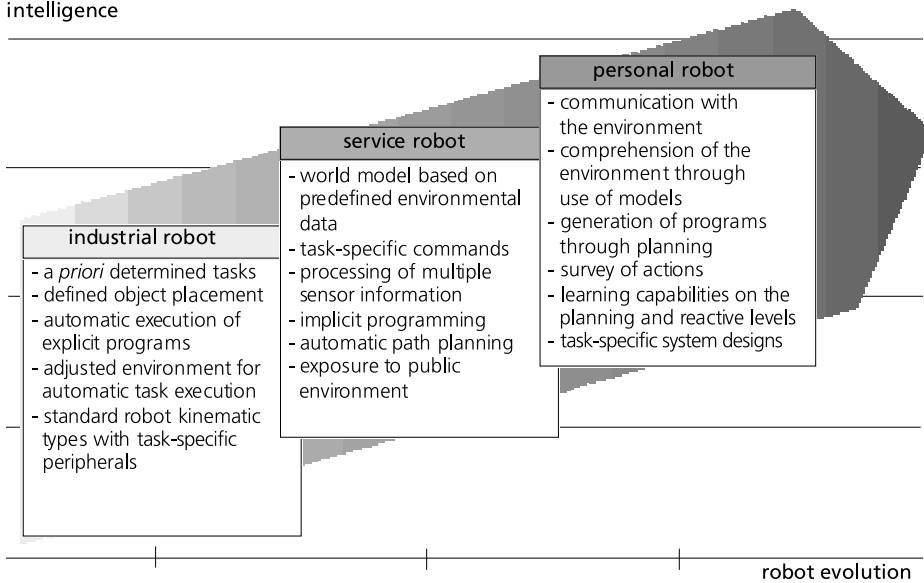 intelligence
industrial robot
- a priori determined tasks
- defined object placement
- automatic execution of
explicit programs
- adjusted environment for
automatic task execution
- standard robot kinematic
types with task-specific
peripherals
service robot
- world model based on
predefined environmental
data
- task-specific commands
- processing of multiple
sensor information
- implicit programming
- automatic path planning
- exposure to public
environment
personal robot
- communication with
the environment
- comprehension of the
environment through
use of models
- generation of programs
through planning
- survey of actions
- learning capabilities on the
planning and reactive levels
- task-specific system designs
robot evolution